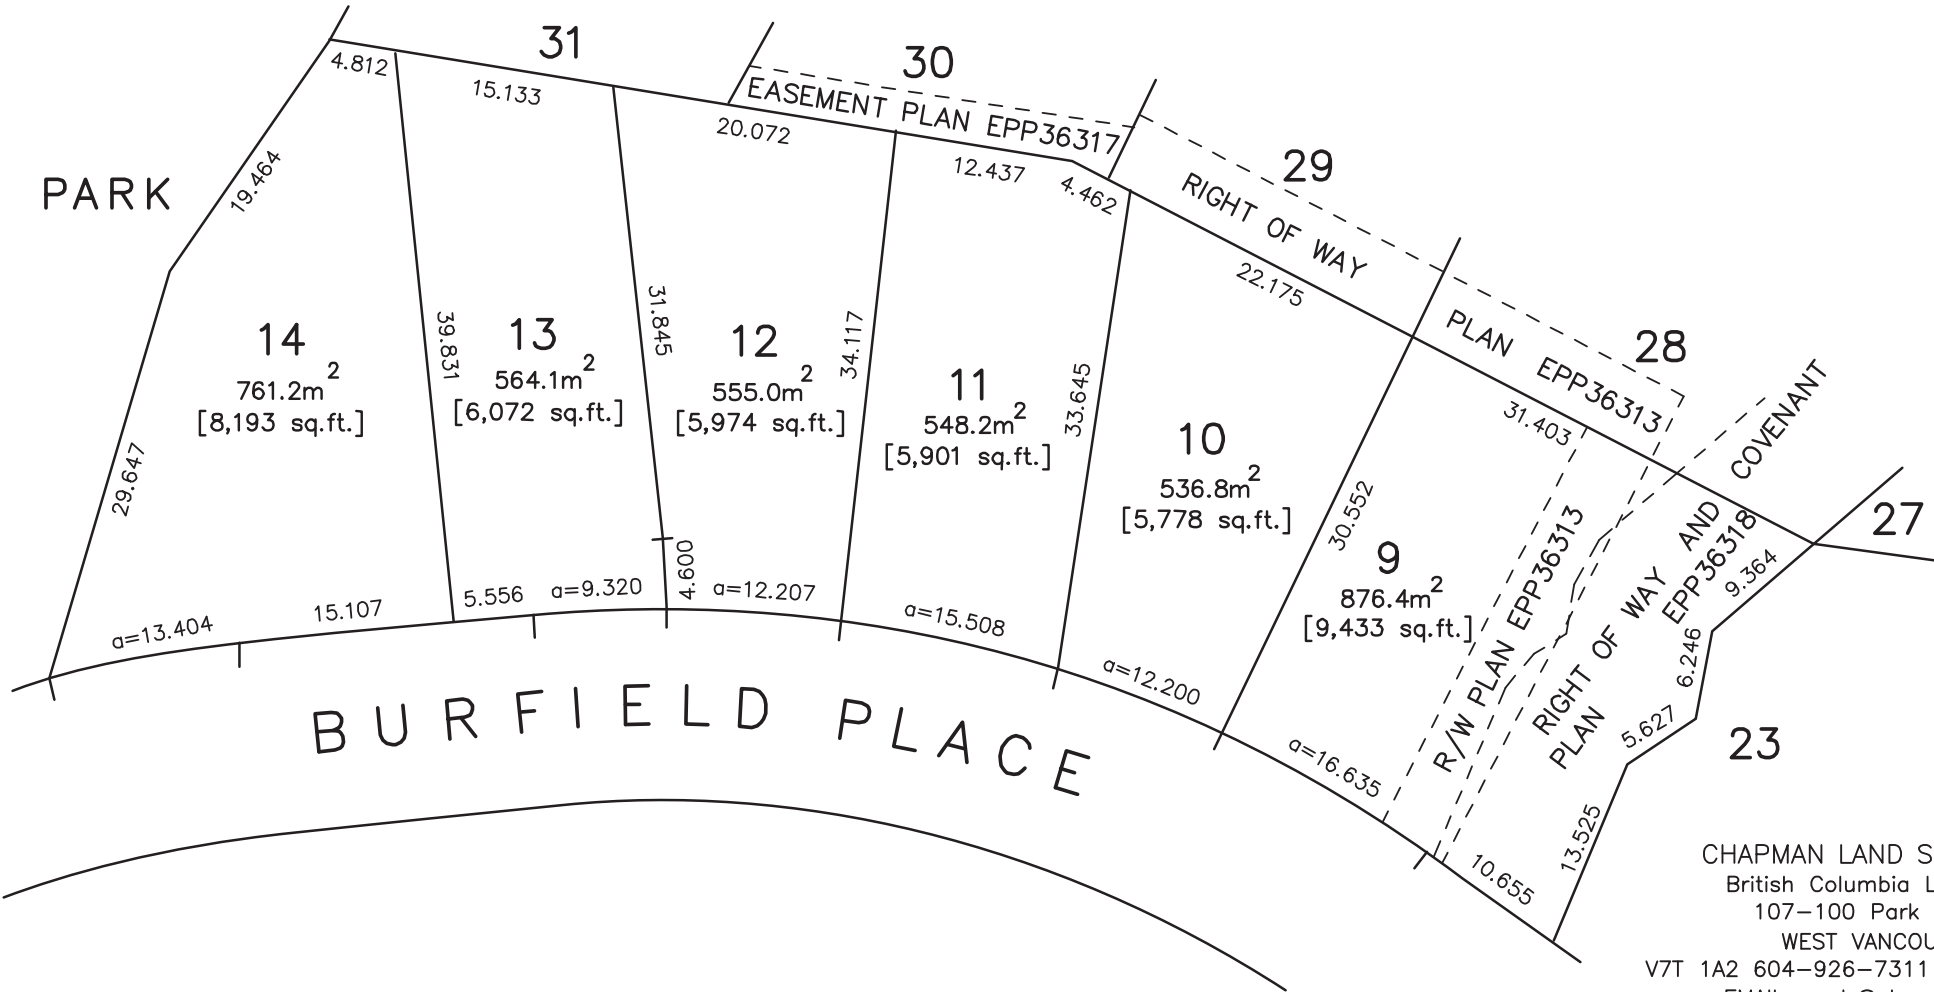 31
30
4.812
15.133
EASEMENT PLAN EPP36317
20.072
29
12.437
4.462
RIGHT OF WAY
PARK
19.464
22.175
28
PLAN EPP36313
31.403
COVENANT
14
761.2m²
[8,193 sq.ft.]
29.647
39.831
13
564.1m²
[6,072 sq.ft.]
31.845
12
555.0m²
[5,974 sq.ft.]
34.117
11
548.2m²
[5,901 sq.ft.]
33.645
10
536.8m²
[5,778 sq.ft.]
30.552
9
876.4m²
[9,433 sq.ft.]
R/W PLAN EPP36313
RIGHT OF WAY AND
PLAN EPP36318
27
9.364
6.246
5.627
23
13.525
a=13.404
15.107
5.556
a=9.320
4.600
a=12.207
a=15.508
a=12.200
a=16.635
10.655
BURFIELD PLACE
CHAPMAN LAND S
British Columbia L
107-100 Park
WEST VANCOU
V7T 1A2 604-926-7311